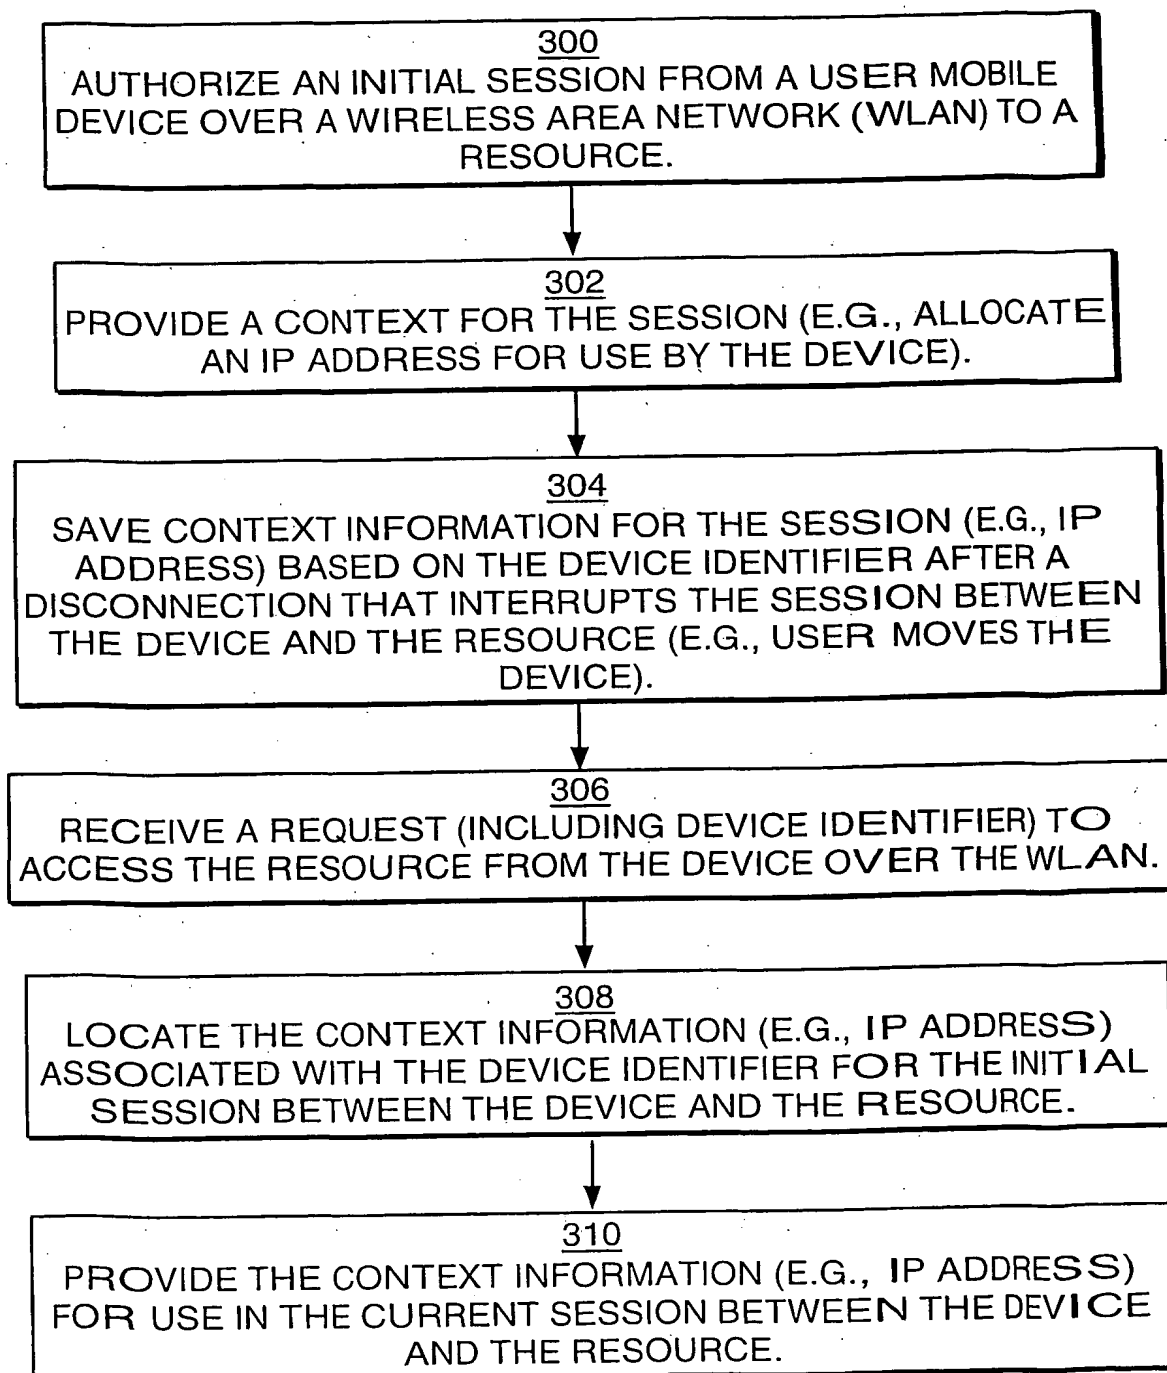 300
AUTHORIZE AN INITIAL SESSION FROM A USER MOBILE
DEVICE OVER A WIRELESS AREA NETWORK (WLAN) TO A
RESOURCE.
302
PROVIDE A CONTEXT FOR THE SESSION (E.G., ALLOCATE
AN IP ADDRESS FOR USE BY THE DEVICE).
304
SAVE CONTEXT INFORMATION FOR THE SESSION (E.G., IP
ADDRESS) BASED ON THE DEVICE IDENTIFIER AFTER A
DISCONNECTION THAT INTERRUPTS THE SESSION BETWEEN
THE DEVICE AND THE RESOURCE (E.G., USER MOVES THE
DEVICE).
306
RECEIVE A REQUEST (INCLUDING DEVICE IDENTIFIER) TO
ACCESS THE RESOURCE FROM THE DEVICE OVER THE WLAN.
308
LOCATE THE CONTEXT INFORMATION (E.G., IP ADDRESS)
ASSOCIATED WITH THE DEVICE IDENTIFIER FOR THE INITIAL
SESSION BETWEEN THE DEVICE AND THE RESOURCE.
310
PROVIDE THE CONTEXT INFORMATION (E.G., IP ADDRESS)
FOR USE IN THE CURRENT SESSION BETWEEN THE DEVICE
AND THE RESOURCE.